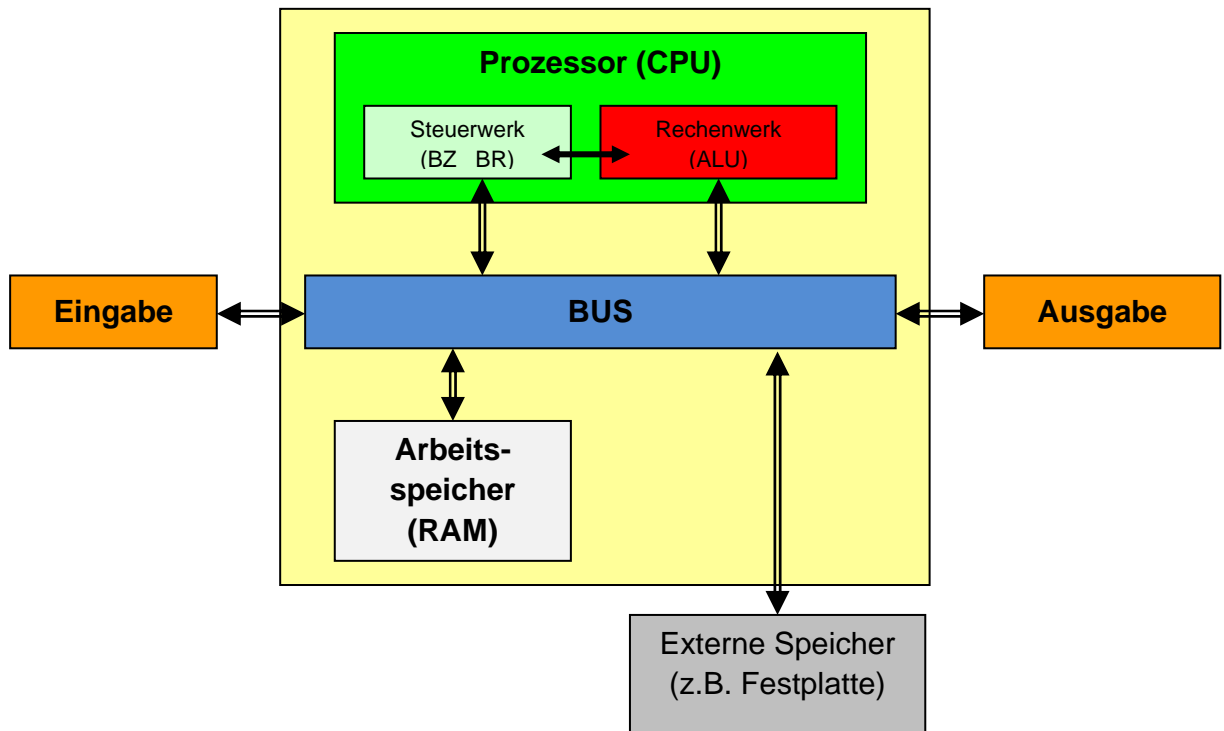 Prozessor (CPU)
Steuerwerk
(BZ BR)
Rechenwerk
(ALU)
Eingabe
BUS
Ausgabe
Arbeits-
speicher
(RAM)
Externe Speicher
(z.B. Festplatte)